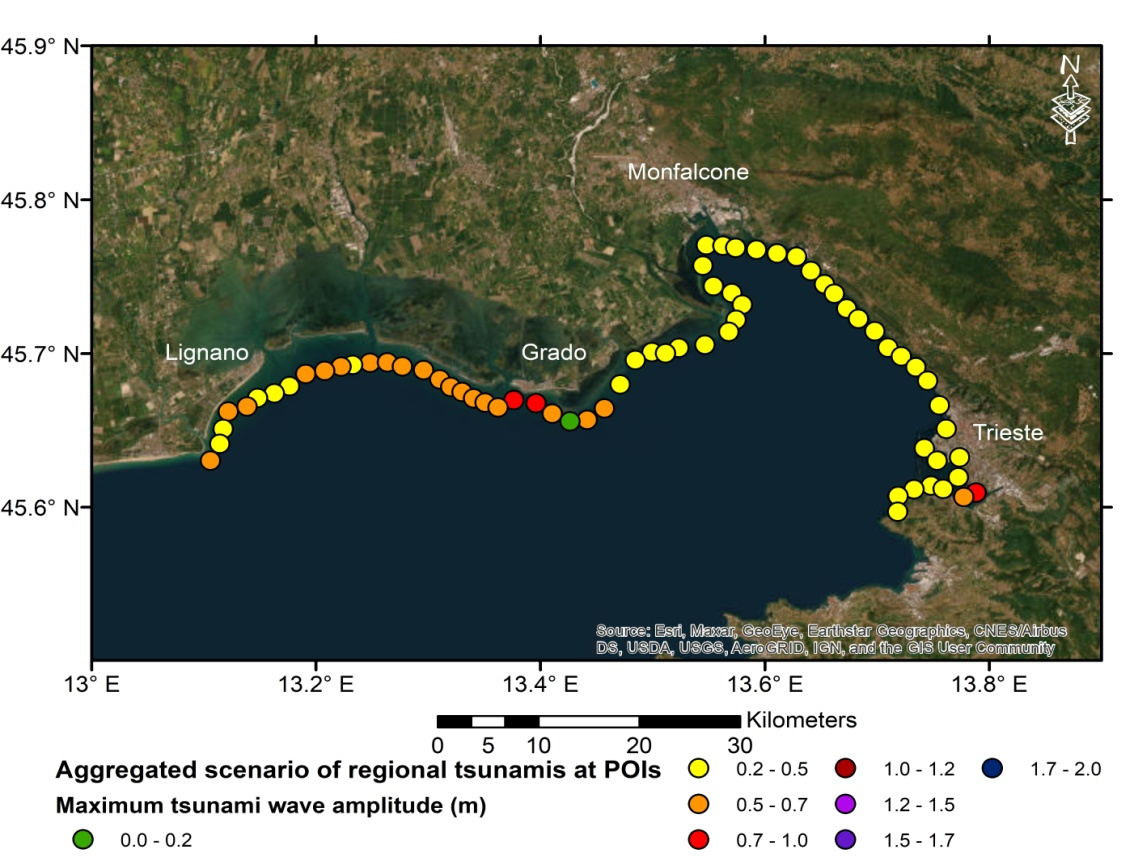 45.9° N
N
Monfalcone
45.8° N
Lignano
Grado
45.7° N
Trieste
45.6° N
Source: Esri, Maxar, GeoEye, Earthstar Geographics, CNES/Airbus
DS, USDA, USGS, AeroGRID, IGN, and the GIS User Community
13° E 13.2° E 13.4° E 13.6° E 13.8° E
Kilometers
0 5 10 20 30
Aggregated scenario of regional tsunamis at POIs
Maximum tsunami wave amplitude (m)
0.0 - 0.2
0.2 - 0.5
0.5 - 0.7
0.7 - 1.0
1.0 - 1.2
1.2 - 1.5
1.5 - 1.7
1.7 - 2.0